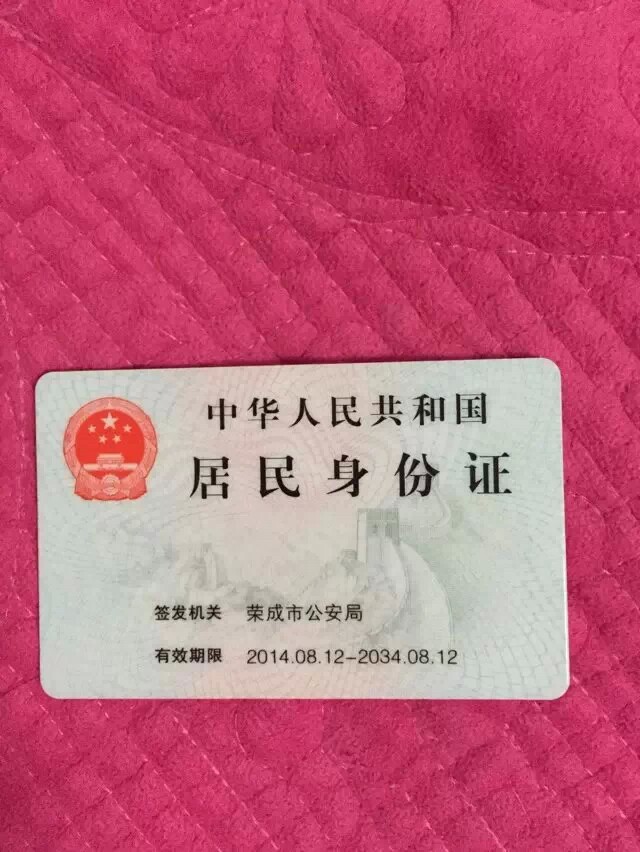 中华人民共和国
居民身份证
签发机关 荣成市公安局
有效期限 2014.08.12-2034.08.12